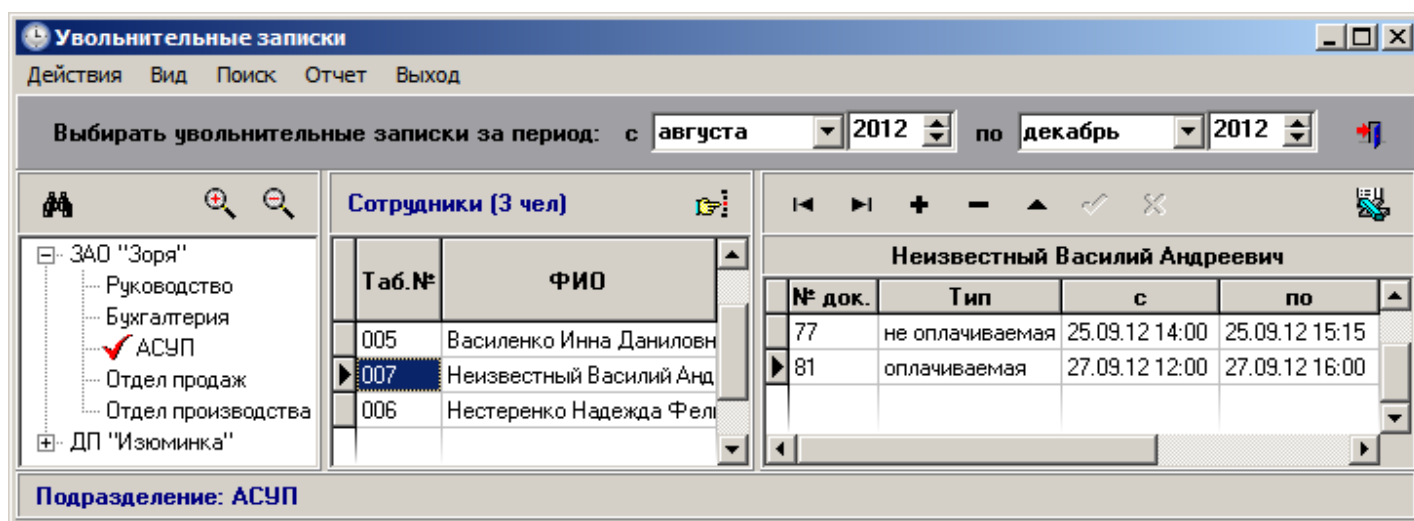 Увольнительные записки
Действия Вид Поиск Отчет Выход
Выбирать увольнительные записки за период: с августа 2012 по декабрь 2012
Сотрудники (3 чел)
ЗАО "Зоря"
Руководство
Бухгалтерия
АСУП
Отдел продаж
Отдел производства
ДП "Изюминка"
Таб.№ ФИО
005 Василенко Инна Даниловн
007 Неизвестный Василий Анд
006 Нестеренко Надежда Фели
Неизвестный Василий Андреевич
№ док. Тип с по
77 не оплачиваемая 25.09.12 14:00 25.09.12 15:15
81 оплачиваемая 27.09.12 12:00 27.09.12 16:00
Подразделение: АСУП